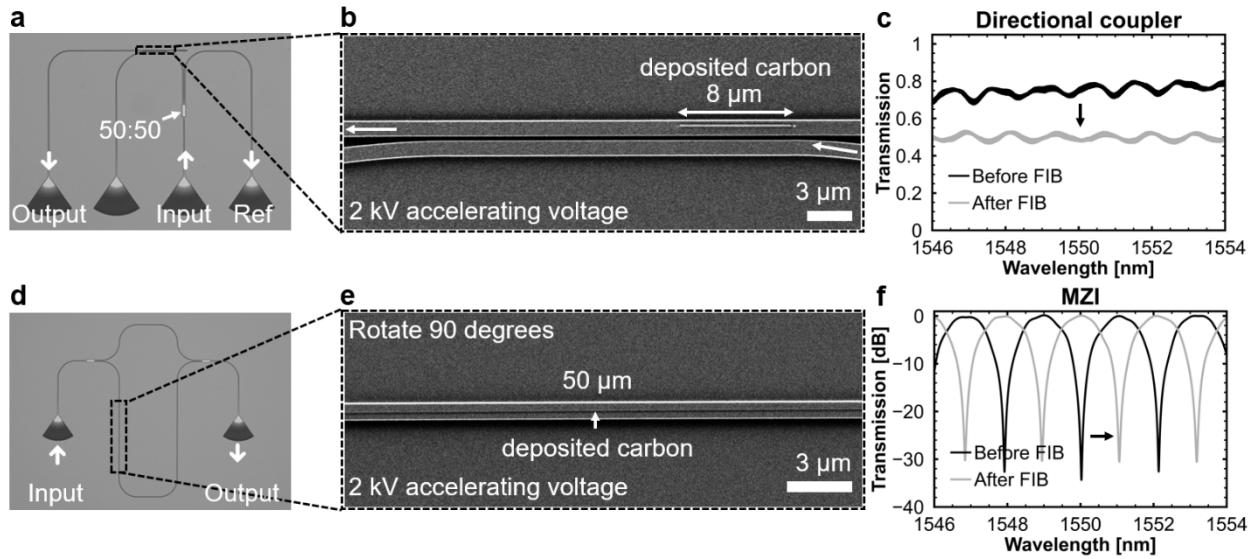 a
50:50
Output
Input
Ref
b
deposited carbon
8 µm
2 kV accelerating voltage
3 µm
c
Directional coupler
Transmission
1
0.8
0.6
0.4
0.2
0
Before FIB
After FIB
1546 1548 1550 1552 1554
Wavelength [nm]
d
Input
Output
e
Rotate 90 degrees
50 µm
deposited carbon
2 kV accelerating voltage
3 µm
f
MZI
Transmission [dB]
0
−10
−20
−30
−40
Before FIB
After FIB
1546 1548 1550 1552 1554
Wavelength [nm]